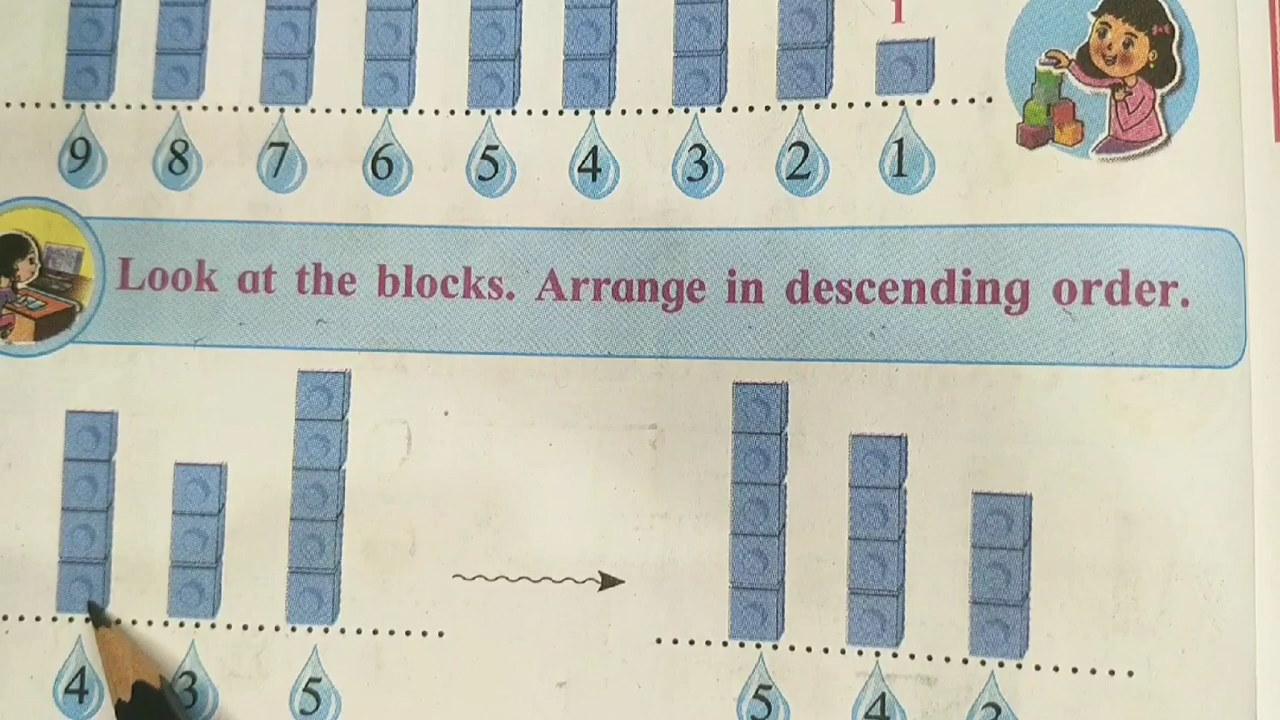 1
9 8 7 6 5 4 3 2 1
Look at the blocks. Arrange in descending order.
4 3 5 5 4 3